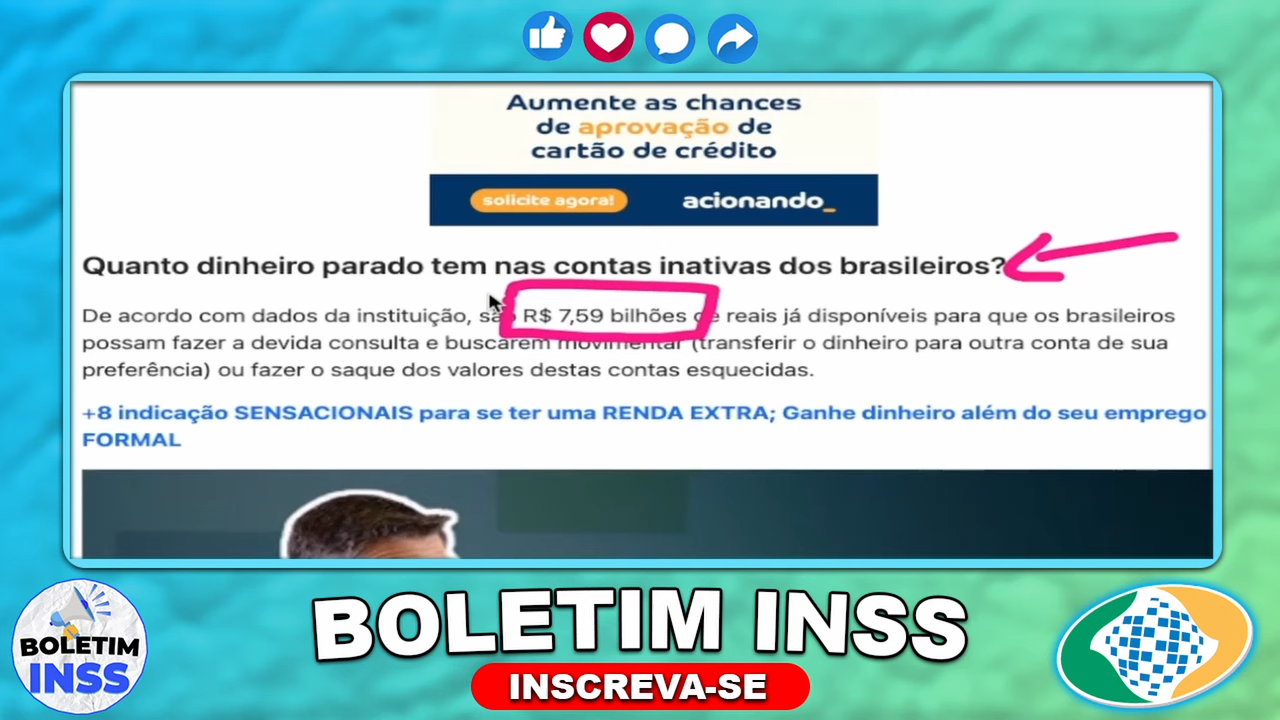 Aumente as chances
de aprovação de
cartão de crédito
solicite agora!
acionando_
Quanto dinheiro parado tem nas contas inativas dos brasileiros?
De acordo com dados da instituição, são R$ 7,59 bilhões de reais já disponíveis para que os brasileiros
possam fazer a devida consulta e buscarem movimentar (transferir o dinheiro para outra conta de sua
preferência) ou fazer o saque dos valores destas contas esquecidas.
+8 indicação SENSACIONAIS para se ter uma RENDA EXTRA; Ganhe dinheiro além do seu emprego
FORMAL
BOLETIM
INSS
BOLETIM INSS
INSCREVA-SE